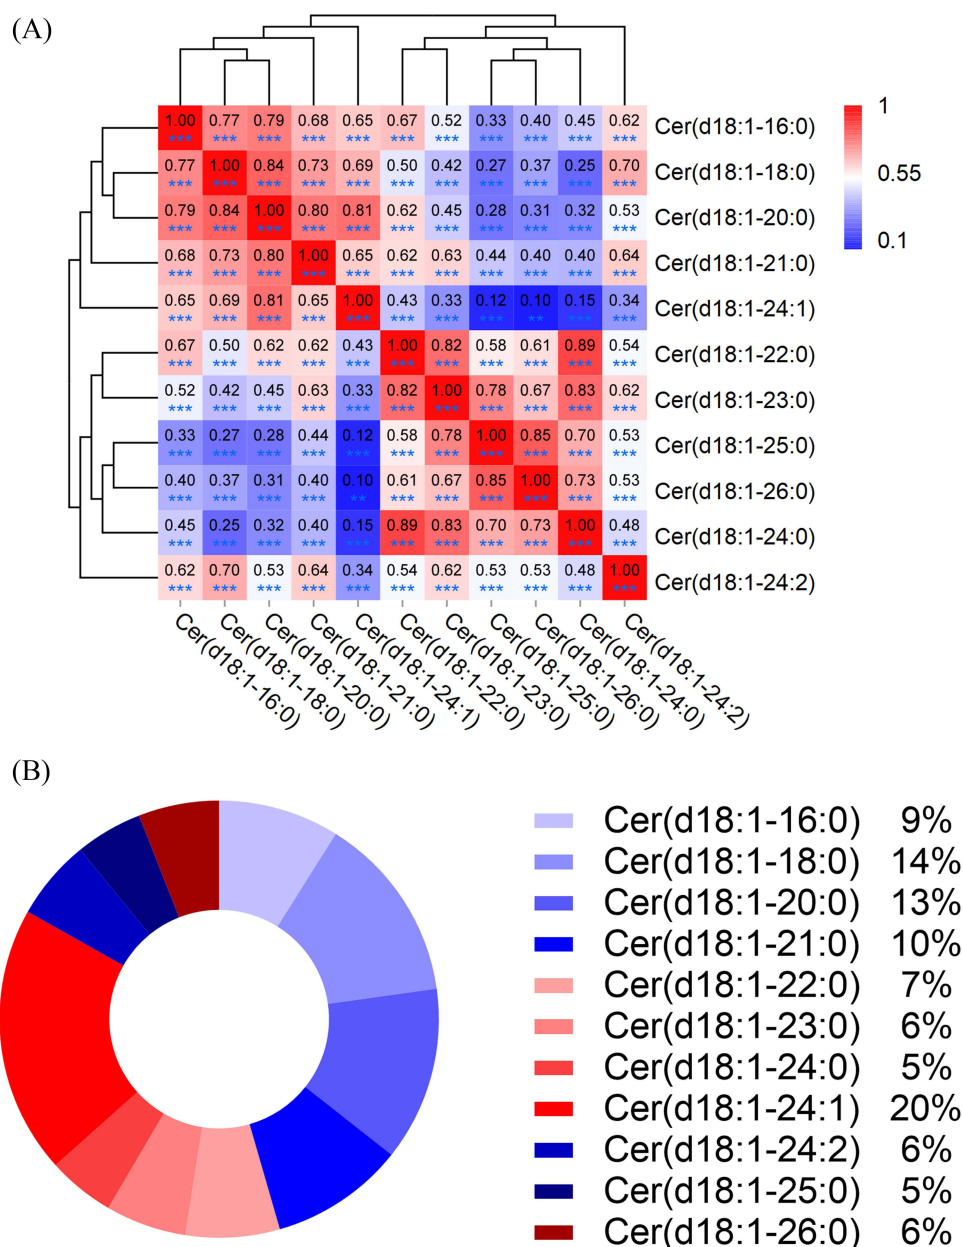 (A)
1.00 0.77 0.79 0.68 0.65 0.67 0.52 0.33 0.40 0.45 0.62 Cer(d18:1-16:0)
*** *** *** *** *** *** *** *** *** *** ***
0.77 1.00 0.84 0.73 0.69 0.50 0.42 0.27 0.37 0.25 0.70 Cer(d18:1-18:0)
*** *** *** *** *** *** *** *** *** *** ***
0.79 0.84 1.00 0.80 0.81 0.62 0.45 0.28 0.31 0.32 0.53 Cer(d18:1-20:0)
*** *** *** *** *** *** *** *** *** *** ***
0.68 0.73 0.80 1.00 0.65 0.62 0.63 0.44 0.40 0.40 0.64 Cer(d18:1-21:0)
*** *** *** *** *** *** *** *** *** *** ***
0.65 0.69 0.81 0.65 1.00 0.43 0.33 0.12 0.10 0.15 0.34 Cer(d18:1-24:1)
*** *** *** *** *** *** *** *** ** *** ***
0.67 0.50 0.62 0.62 0.43 1.00 0.82 0.58 0.61 0.89 0.54 Cer(d18:1-22:0)
*** *** *** *** *** *** *** *** *** *** ***
0.52 0.42 0.45 0.63 0.33 0.82 1.00 0.78 0.67 0.83 0.62 Cer(d18:1-23:0)
*** *** *** *** *** *** *** *** *** *** ***
0.33 0.27 0.28 0.44 0.12 0.58 0.78 1.00 0.85 0.70 0.53 Cer(d18:1-25:0)
*** *** *** *** *** *** *** *** *** *** ***
0.40 0.37 0.31 0.40 0.10 0.61 0.67 0.85 1.00 0.73 0.53 Cer(d18:1-26:0)
*** *** *** *** ** *** *** *** *** *** ***
0.45 0.25 0.32 0.40 0.15 0.89 0.83 0.70 0.73 1.00 0.48 Cer(d18:1-24:0)
*** *** *** *** *** *** *** *** *** *** ***
0.62 0.70 0.53 0.64 0.34 0.54 0.62 0.53 0.53 0.48 1.00 Cer(d18:1-24:2)
*** *** *** *** *** *** *** *** *** *** ***
1
0.55
0.1
Cer(d18:1-16:0)
Cer(d18:1-18:0)
Cer(d18:1-20:0)
Cer(d18:1-21:0)
Cer(d18:1-24:1)
Cer(d18:1-22:0)
Cer(d18:1-23:0)
Cer(d18:1-25:0)
Cer(d18:1-26:0)
Cer(d18:1-24:0)
Cer(d18:1-24:2)
(B)
Cer(d18:1-16:0) 9%
Cer(d18:1-18:0) 14%
Cer(d18:1-20:0) 13%
Cer(d18:1-21:0) 10%
Cer(d18:1-22:0) 7%
Cer(d18:1-23:0) 6%
Cer(d18:1-24:0) 5%
Cer(d18:1-24:1) 20%
Cer(d18:1-24:2) 6%
Cer(d18:1-25:0) 5%
Cer(d18:1-26:0) 6%